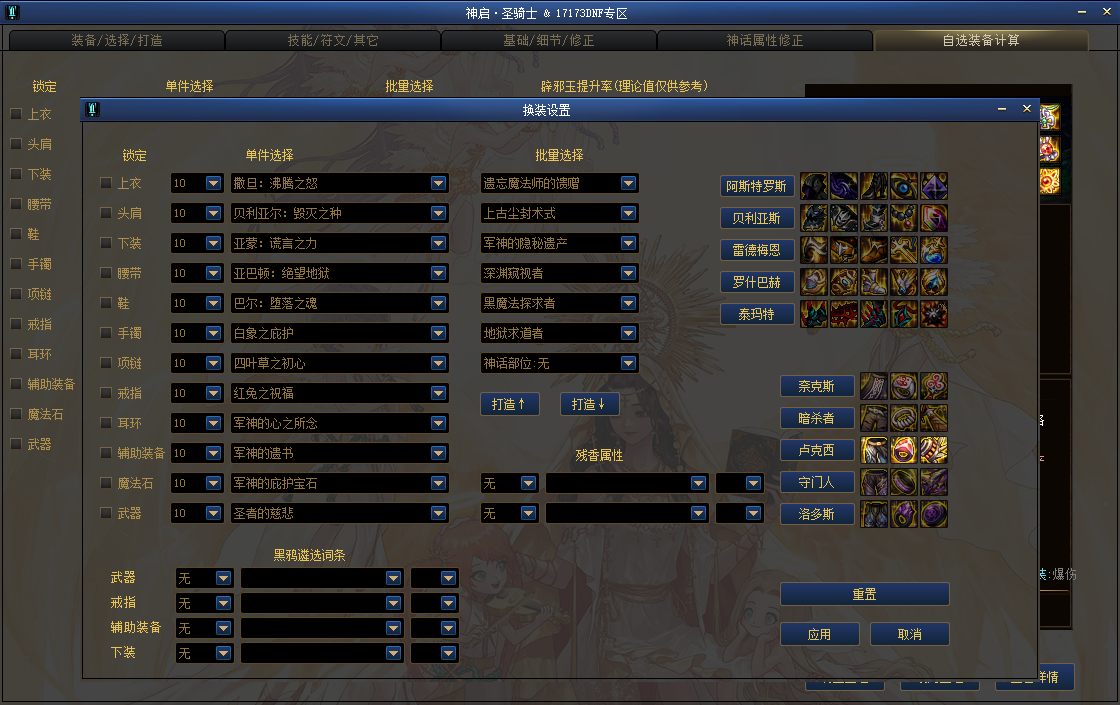 神启·圣骑士 & 17173DNF专区
装备/选择/打造 技能/符文/其它 基础/细节/修正 神话属性修正 自选装备计算
锁定 单件选择 批量选择 辟邪玉提升率(理论值仅供参考)
上衣
头肩
下装
腰带
鞋
手镯
项链
戒指
耳环
辅助装备
魔法石
武器
换装设置
锁定 单件选择 批量选择
上衣 10 撒旦: 沸腾之怒 遗忘魔法师的馈赠 阿斯特罗斯
头肩 10 贝利亚尔: 毁灭之种 上古尘封术式 贝利亚斯
下装 10 亚蒙: 谎言之力 军神的隐秘遗产 雷德梅恩
腰带 10 亚巴顿: 绝望地狱 深渊窥视者 罗什巴赫
鞋 10 巴尔: 堕落之魂 黑魔法探求者 泰玛特
手镯 10 白象之庇护 地狱求道者
项链 10 四叶草之初心 神话部位:无
戒指 10 红兔之祝福 打造↑ 打造↓ 奈克斯
耳环 10 军神的心之所念 暗杀者
辅助装备 10 军神的遗书 残香属性 卢克西
魔法石 10 军神的庇护宝石 无 守门人
武器 10 圣者的慈悲 无 洛多斯
黑鸦遴选词条
武器 无
戒指 无
辅助装备 无
下装 无
重置
应用 取消
装:爆伤
详情